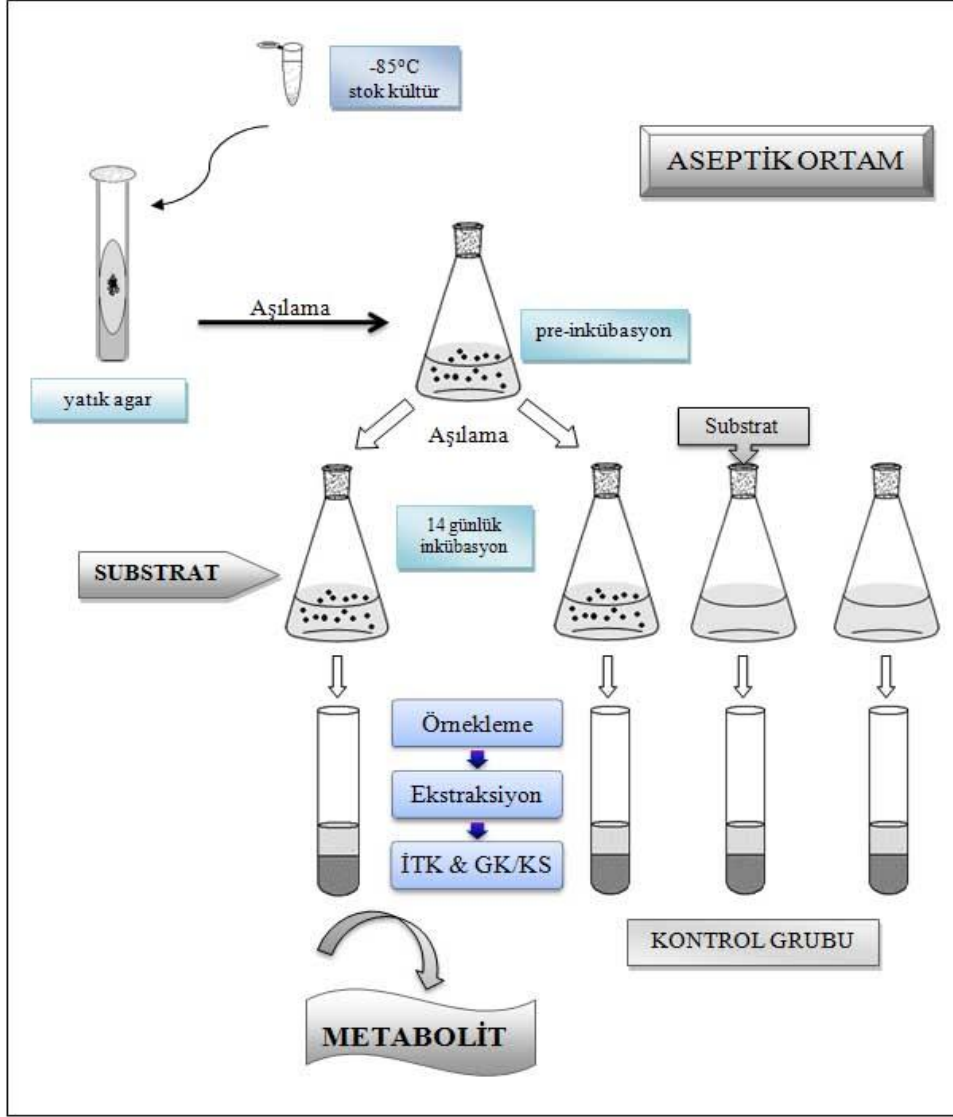 -85°C
stok kültür
ASEPTİK ORTAM
Aşılama
pre-inkübasyon
yatık agar
Aşılama
Substrat
14 günlük
inkübasyon
SUBSTRAT
Örnekleme
Ekstraksiyon
İTK & GK/KS
KONTROL GRUBU
METABOLİT